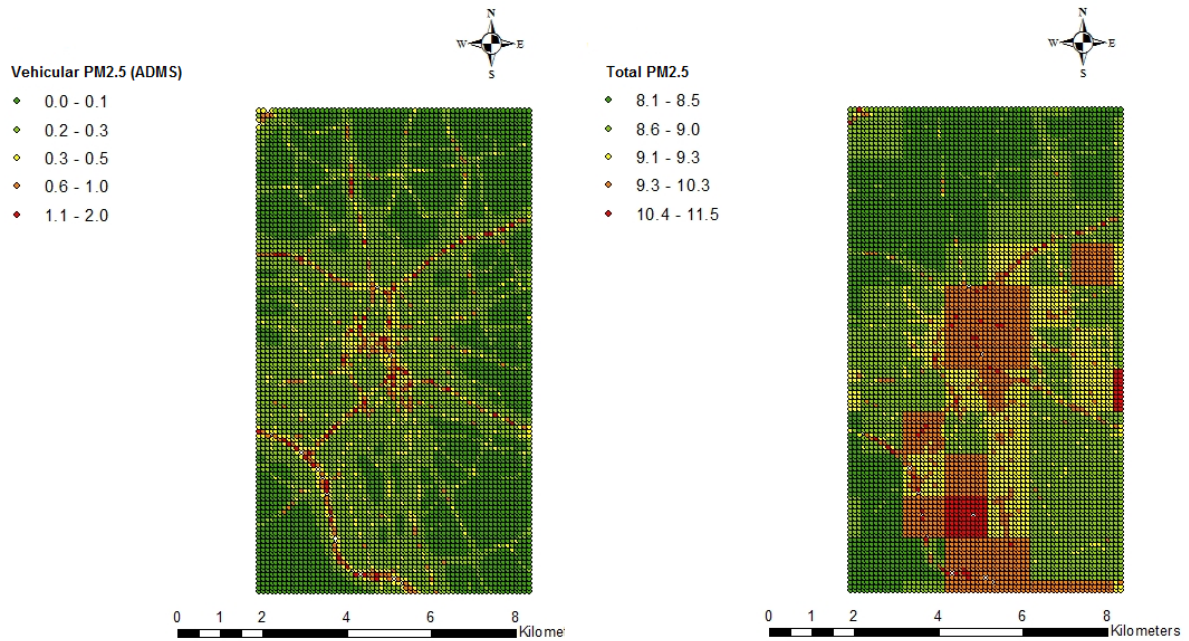 N
W E
S
Vehicular PM2.5 (ADMS)
0.0 - 0.1
0.2 - 0.3
0.3 - 0.5
0.6 - 1.0
1.1 - 2.0
0 1 2 4 6 8
Kilomet
N
W E
S
Total PM2.5
8.1 - 8.5
8.6 - 9.0
9.1 - 9.3
9.3 - 10.3
10.4 - 11.5
0 1 2 4 6 8
Kilometers